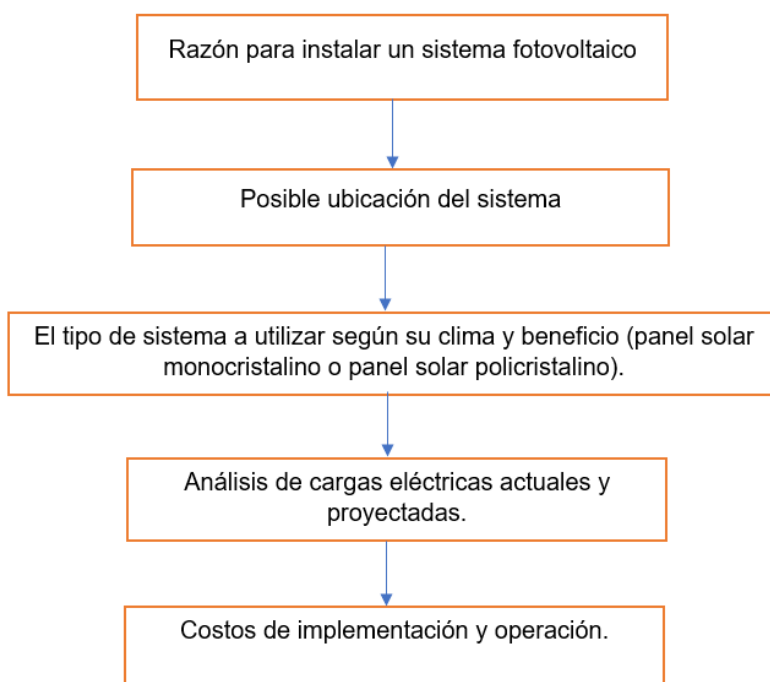 Razón para instalar un sistema fotovoltaico
Posible ubicación del sistema
El tipo de sistema a utilizar según su clima y beneficio (panel solar
monocristalino o panel solar policristalino).
Análisis de cargas eléctricas actuales y
proyectadas.
Costos de implementación y operación.